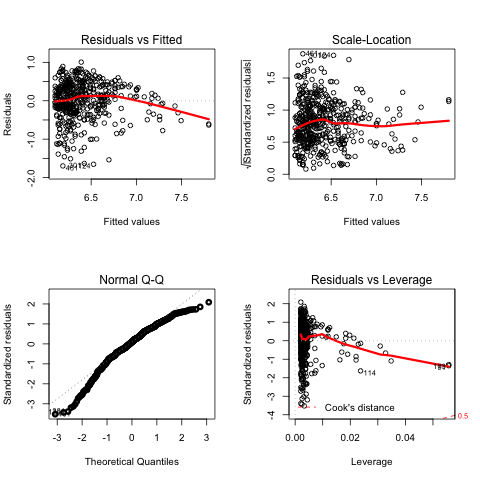 Residuals vs Fitted
Residuals
1.0
0.0
-1.0
-2.0
6.5 7.0 7.5
Fitted values
Scale-Location
√|Standardized residuals|
1.5
1.0
0.5
0.0
6.5 7.0 7.5
Fitted values
Normal Q-Q
Standardized residuals
2
1
0
-1
-2
-3
-3 -2 -1 0 1 2 3
Theoretical Quantiles
Residuals vs Leverage
Standardized residuals
2
1
0
-1
-2
-3
-4
114
Cook's distance
0.5
0.00 0.02 0.04
Leverage